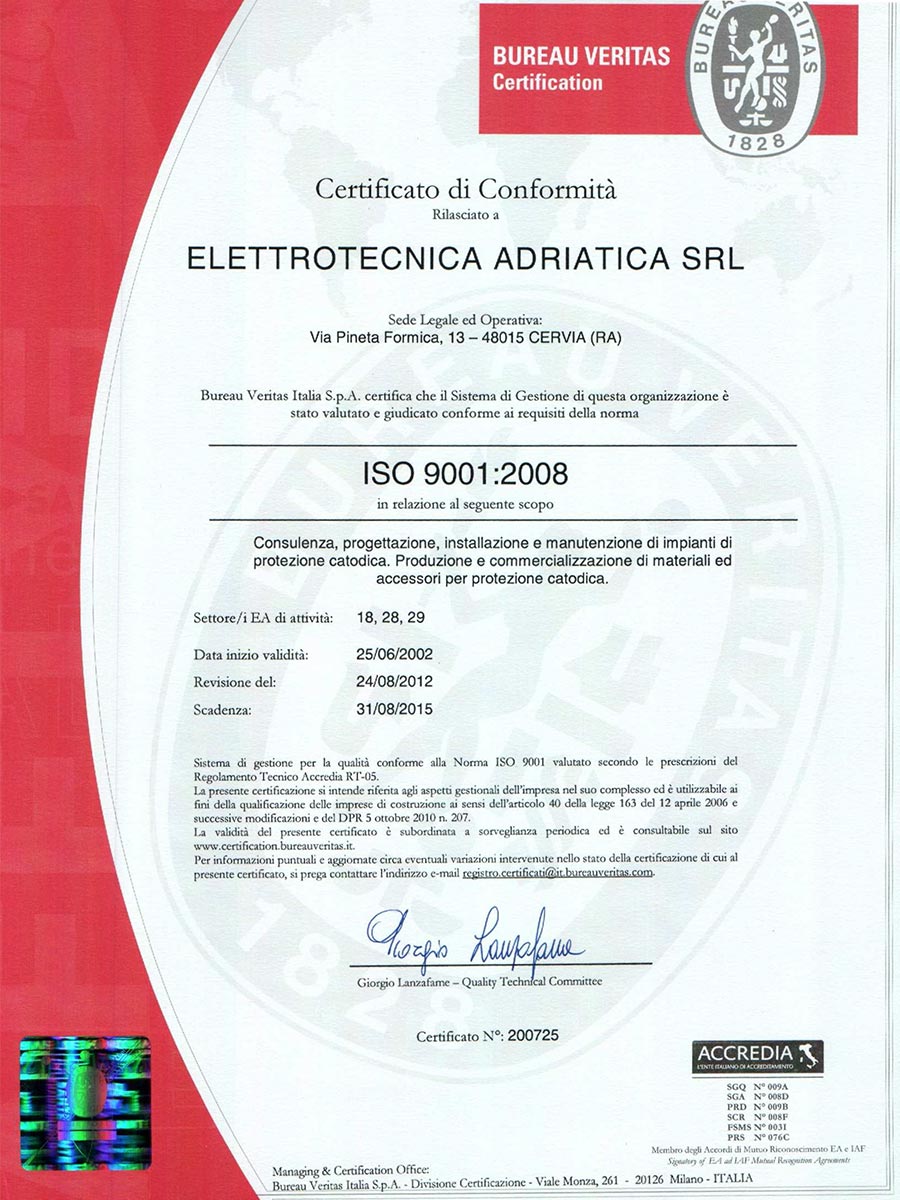 BUREAU VERITAS
Certification
BUREAU VERITAS
1828
Certificato di Conformità
Rilasciato a
ELETTROTECNICA ADRIATICA SRL
Sede Legale ed Operativa:
Via Pineta Formica, 13 – 48015 CERVIA (RA)
Bureau Veritas Italia S.p.A. certifica che il Sistema di Gestione di questa organizzazione è
stato valutato e giudicato conforme ai requisiti della norma
ISO 9001:2008
in relazione al seguente scopo
Consulenza, progettazione, installazione e manutenzione di impianti di
protezione catodica. Produzione e commercializzazione di materiali ed
accessori per protezione catodica.
Settore/i EA di attività: 18, 28, 29
Data inizio validità: 25/06/2002
Revisione del: 24/08/2012
Scadenza: 31/08/2015
Sistema di gestione per la qualità conforme alla Norma ISO 9001 valutato secondo le prescrizioni del
Regolamento Tecnico Accredia RT-05.
La presente certificazione si intende riferita agli aspetti gestionali dell'impresa nel suo complesso ed è utilizzabile ai
fini della qualificazione delle imprese di costruzione ai sensi dell'articolo 40 della legge 163 del 12 aprile 2006 e
successive modificazioni e del DPR 5 ottobre 2010 n. 207.
La validità del presente certificato è subordinata a sorveglianza periodica ed è consultabile sul sito
www.certification.bureauveritas.it.
Per informazioni puntuali e aggiornate circa eventuali variazioni intervenute nello stato della certificazione di cui al
presente certificato, si prega contattare l'indirizzo e-mail registro.certificati@it.bureauveritas.com.
Giorgio Lanzafame
Giorgio Lanzafame – Quality Technical Committee
Certificato N°: 200725
ACCREDIA
L'ENTE ITALIANO DI ACCREDITAMENTO
SGQ N° 009A
SGA N° 008D
PRD N° 009B
SCR N° 008F
FSMS N° 003I
PRS N° 076C
Membro degli Accordi di Mutuo Riconoscimento EA e IAF
Signatory of EA ad IAF Mutual Recognition Agreements
Managing & Certification Office:
Bureau Veritas Italia S.p.A. - Divisione Certificazione - Viale Monza, 261 - 20126 Milano - ITALIA